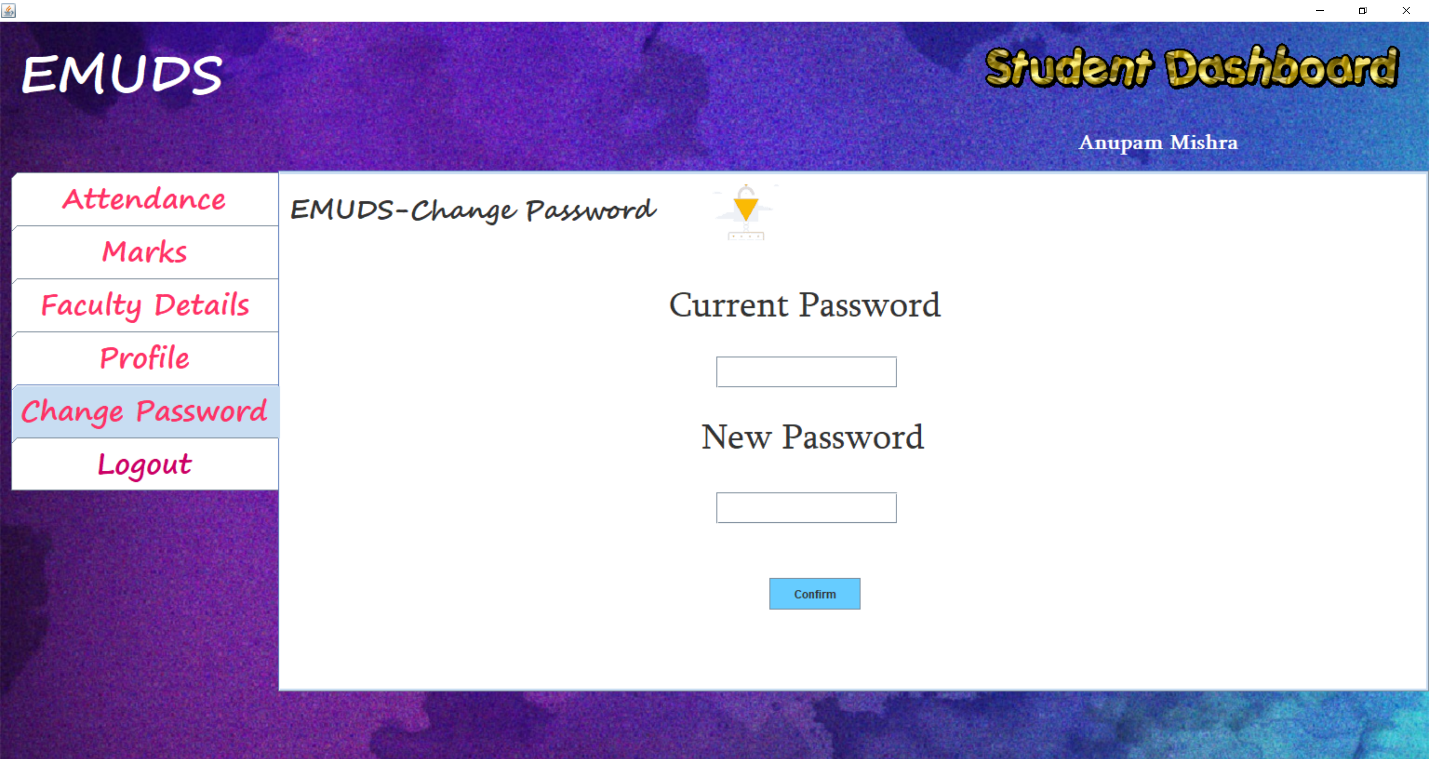 EMUDS
Student Dashboard
Anupam Mishra
Attendance
Marks
Faculty Details
Profile
Change Password
Logout
EMUDS-Change Password
Current Password
New Password
Confirm